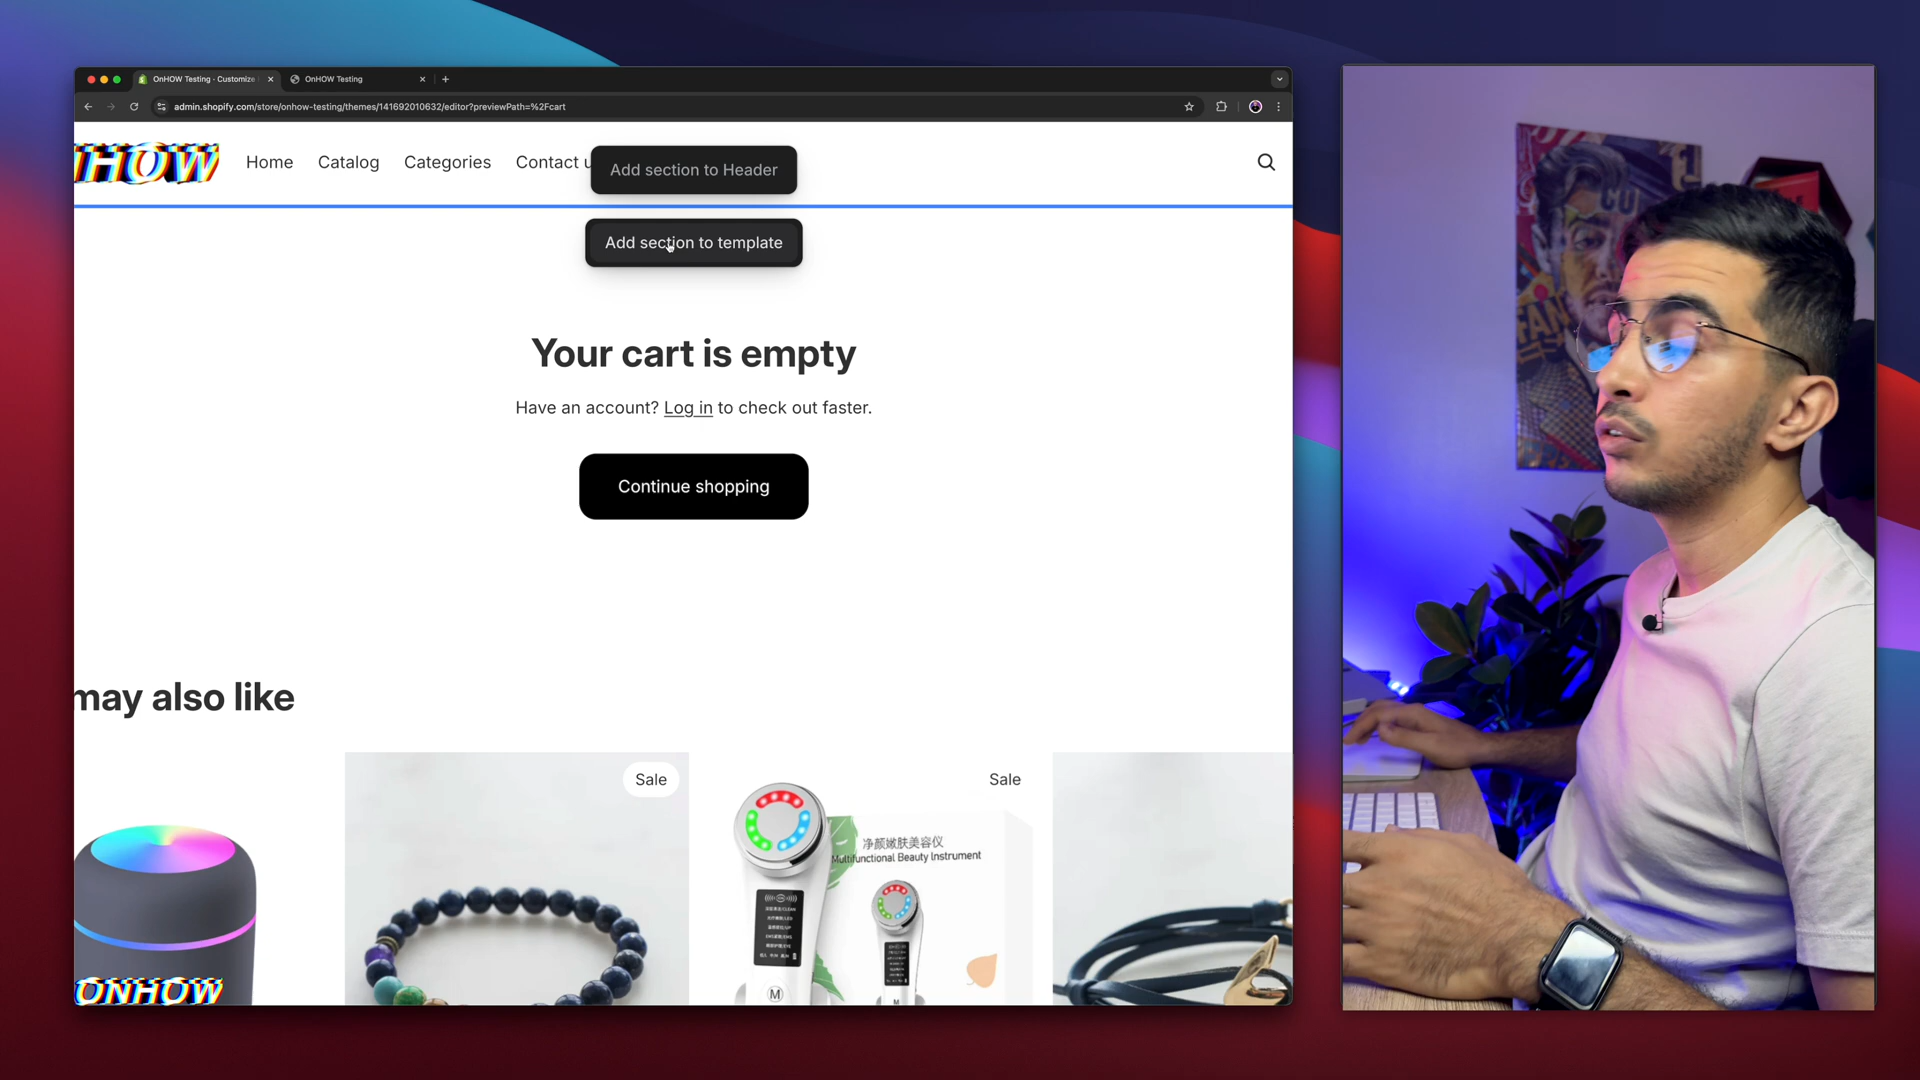 OnHOW Testing - Customize
OnHOW Testing
admin.shopify.com/store/onhow-testing/themes/141692010632/editor?previewPath=%2Fcart
HOW
Home
Catalog
Categories
Contact u
Add section to Header
Add section to template
Your cart is empty
Have an account? Log in to check out faster.
Continue shopping
may also like
Sale
Sale
净颜嫩肤美容仪
Multifunctional Beauty Instrument
M
M
ONHOW
CU
FAN